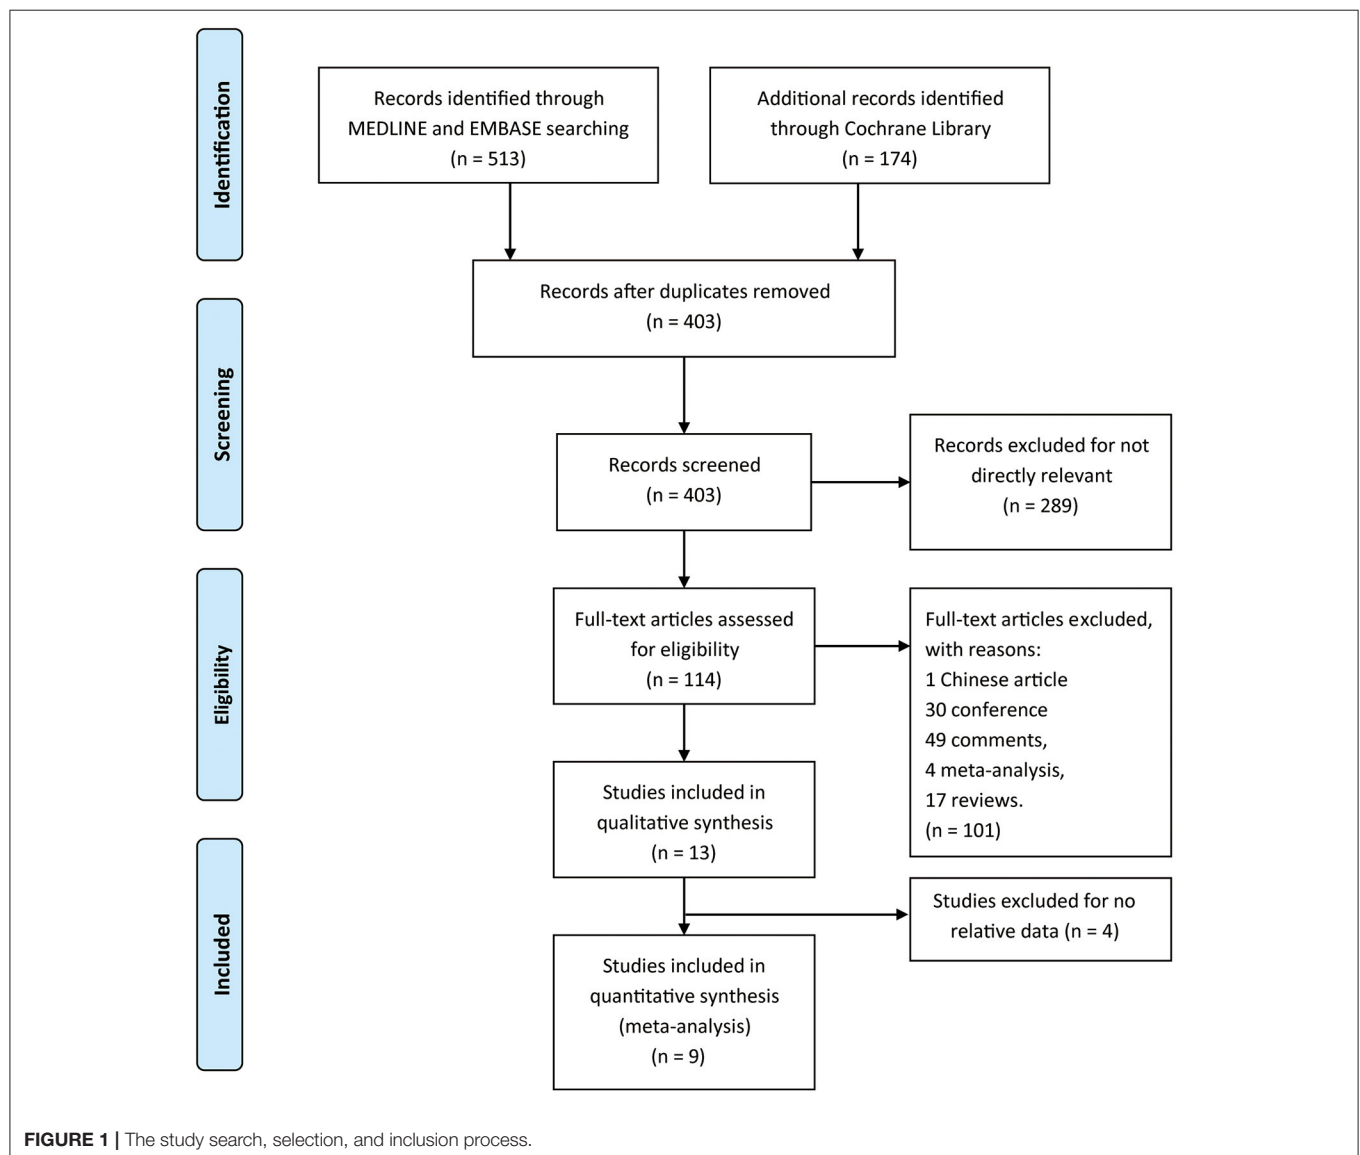 Identification
Records identified through
MEDLINE and EMBASE searching
(n = 513)
Additional records identified
through Cochrane Library
(n = 174)
Records after duplicates removed
(n = 403)
Screening
Records screened
(n = 403)
Records excluded for not
directly relevant
(n = 289)
Eligibility
Full-text articles assessed
for eligibility
(n = 114)
Full-text articles excluded,
with reasons:
1 Chinese article
30 conference
49 comments,
4 meta-analysis,
17 reviews.
(n = 101)
Studies included in
qualitative synthesis
(n = 13)
Included
Studies excluded for no
relative data (n = 4)
Studies included in
quantitative synthesis
(meta-analysis)
(n = 9)
FIGURE 1 | The study search, selection, and inclusion process.